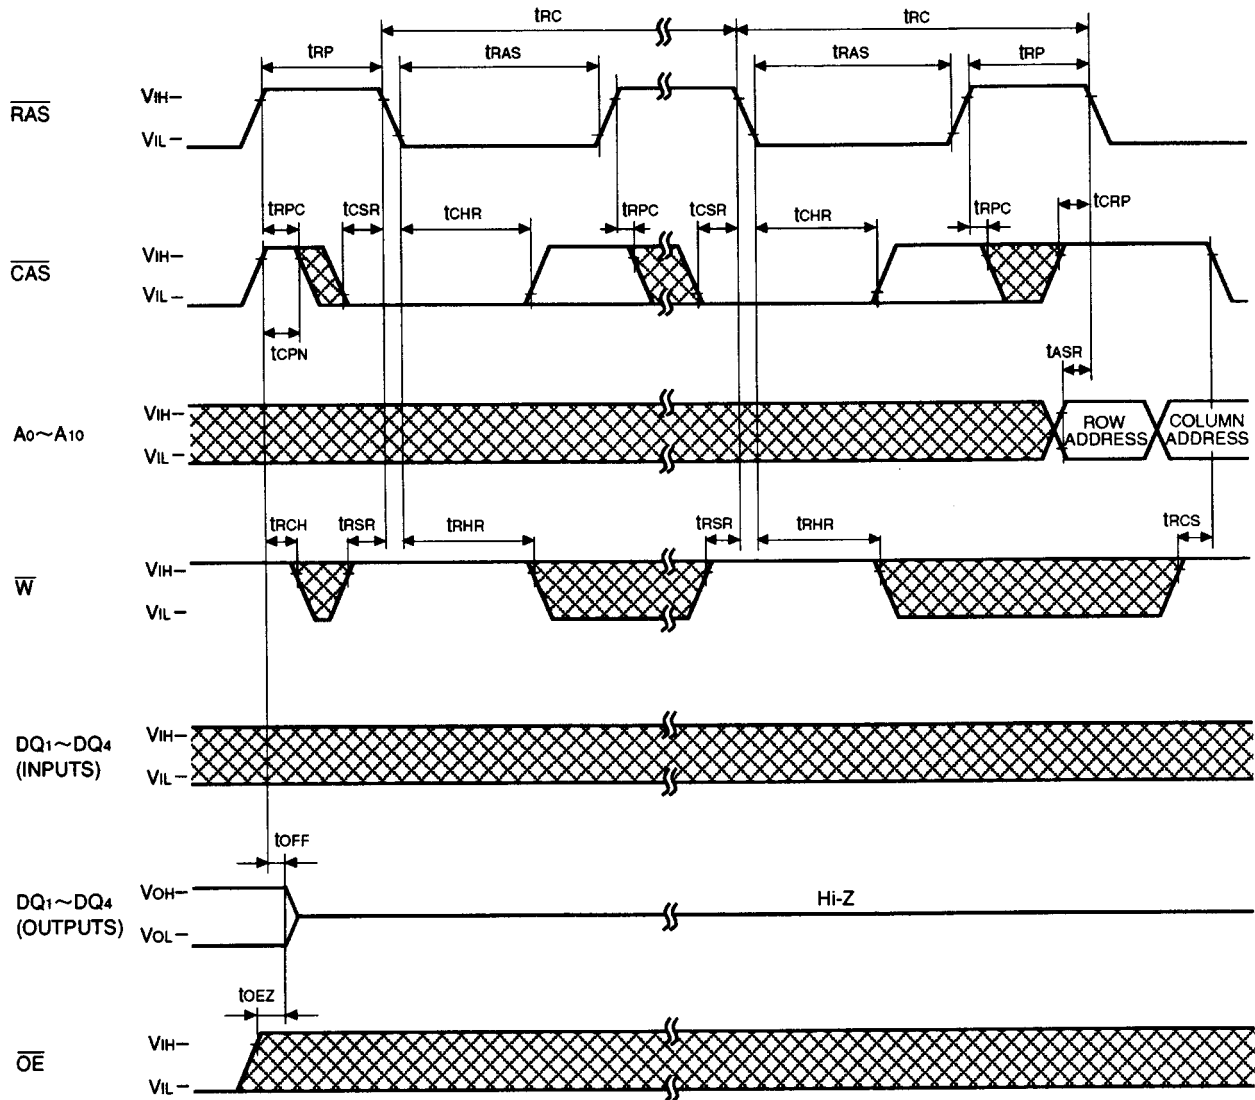 tRC tRC
tRP tRAS tRAS tRP
RAS
VIH
VIL
tRPC tCSR tCHR tRPC tCSR tCHR tRPC tCRP
CAS
VIH
VIL
tCPN
tASR
A0~A10
VIH
VIL
ROW ADDRESS
COLUMN ADDRESS
tRCH tRSR tRHR tRSR tRHR tRCS
W
VIH
VIL
DQ1~DQ4
(INPUTS)
VIH
VIL
tOFF
DQ1~DQ4
(OUTPUTS)
VOH
VOL
Hi-Z
tOEZ
OE
VIH
VIL